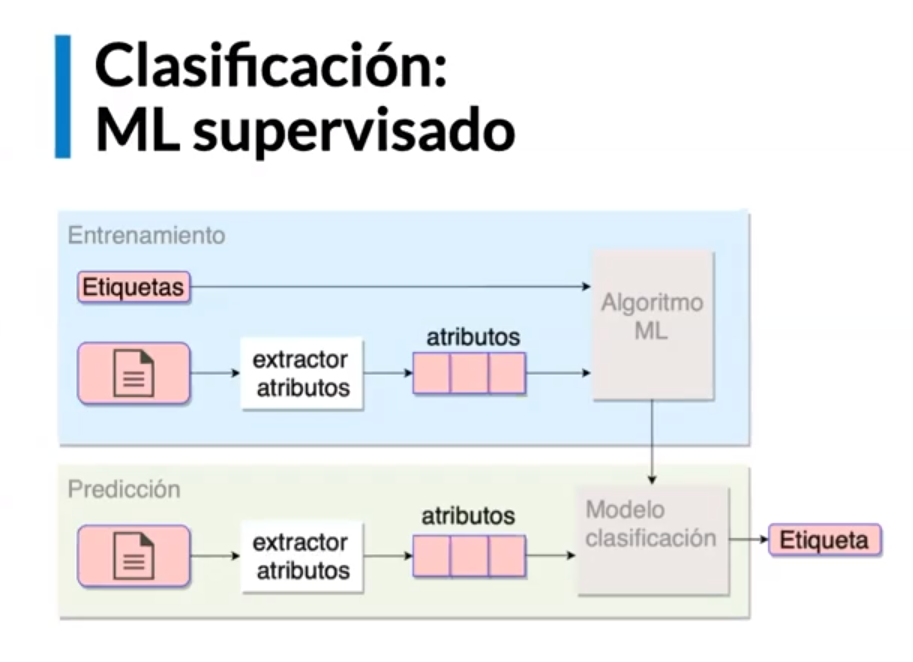 Clasificación:
ML supervisado
Entrenamiento
Etiquetas
extractor
atributos
atributos
Algoritmo
ML
Predicción
extractor
atributos
atributos
Modelo
clasificación
Etiqueta